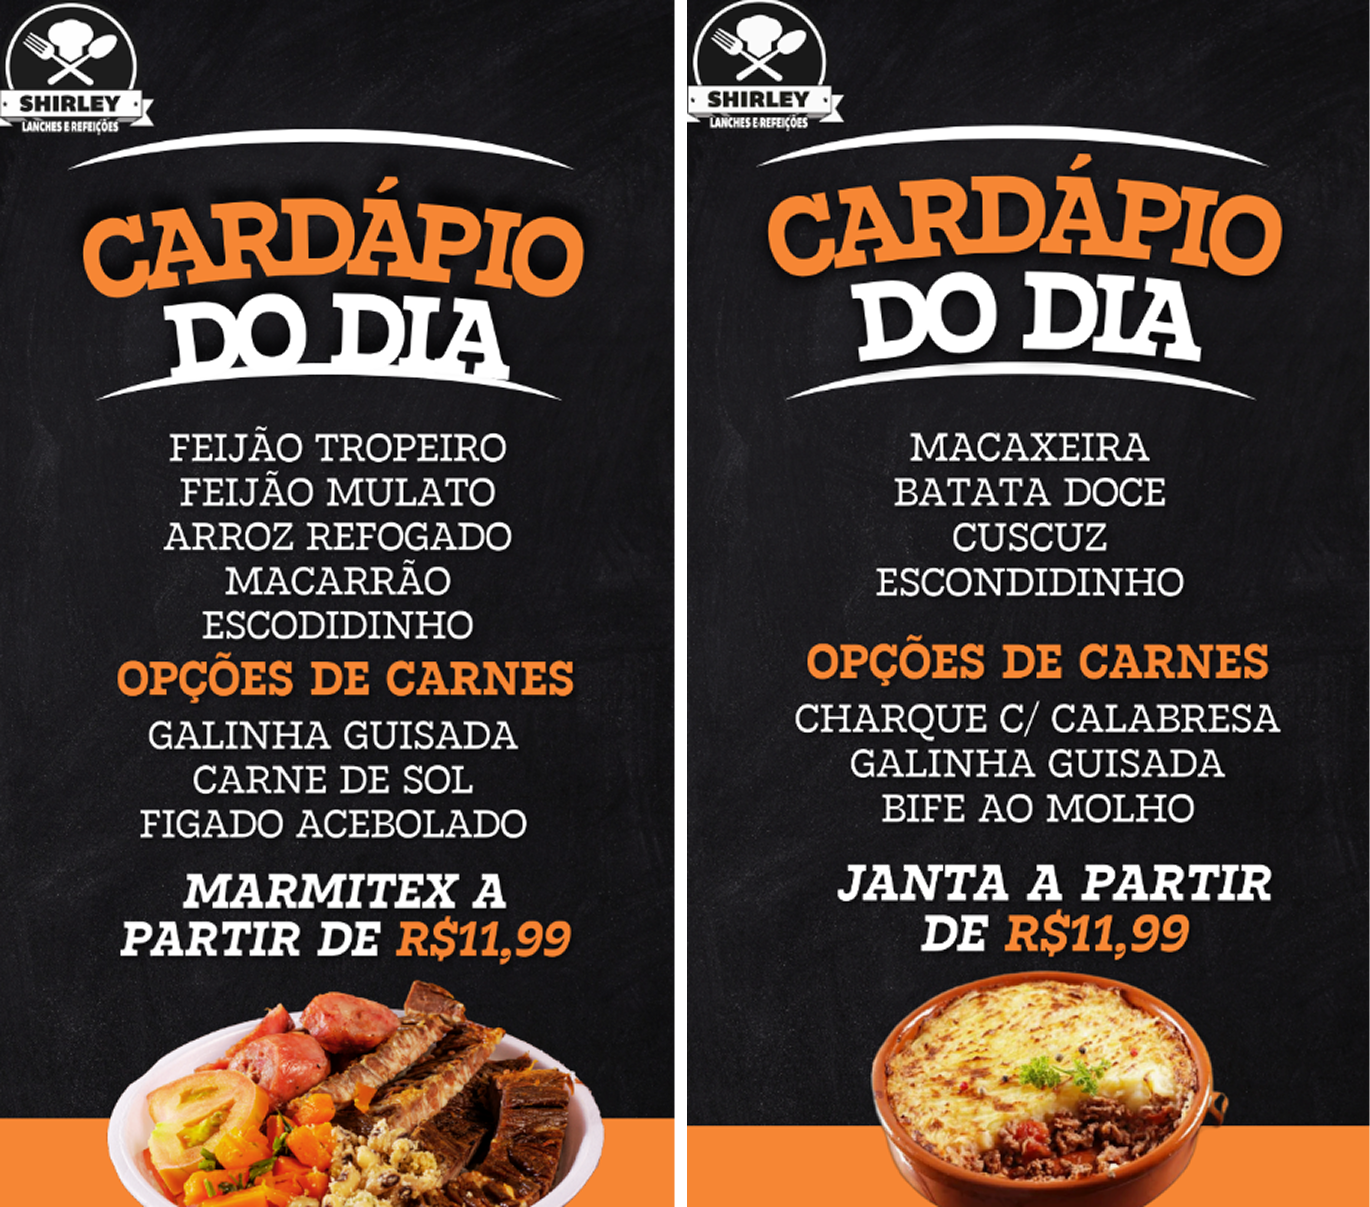 SHIRLEY
LANCHES E REFEIÇÕES
CARDÁPIO
DO DIA
FEIJÃO TROPEIRO
FEIJÃO MULATO
ARROZ REFOGADO
MACARRÃO
ESCODIDINHO
OPÇÕES DE CARNES
GALINHA GUISADA
CARNE DE SOL
FIGADO ACEBOLADO
MARMITEX A
PARTIR DE R$11,99
SHIRLEY
LANCHES E REFEIÇÕES
CARDÁPIO
DO DIA
MACAXEIRA
BATATA DOCE
CUSCUZ
ESCONDIDINHO
OPÇÕES DE CARNES
CHARQUE C/ CALABRESA
GALINHA GUISADA
BIFE AO MOLHO
JANTA A PARTIR
DE R$11,99